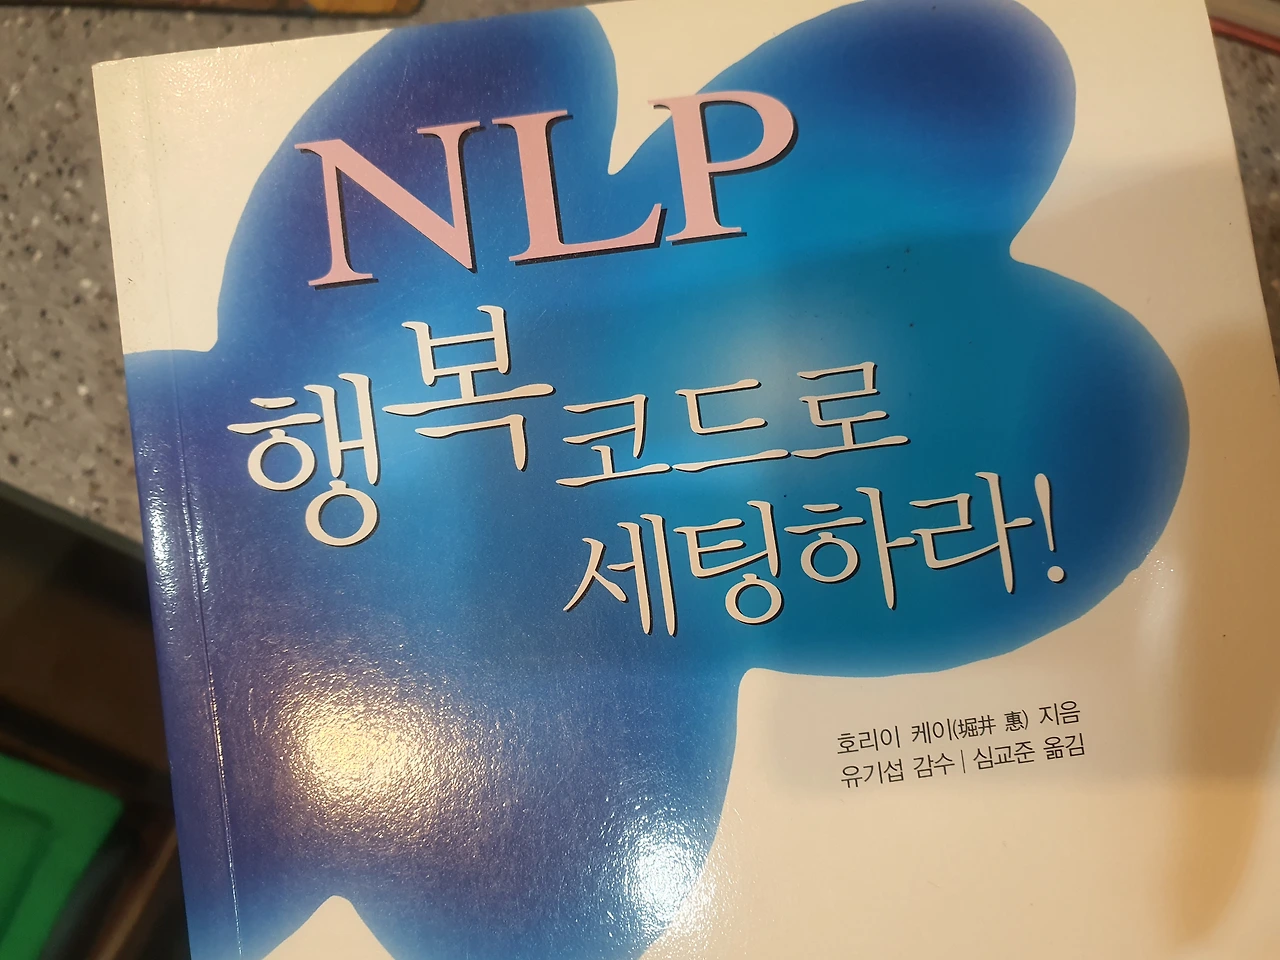 NLP
행복 코드로
세팅하라!
호리이 케이(堀井 惠) 지음
유기섭 감수 | 심교준 옮김